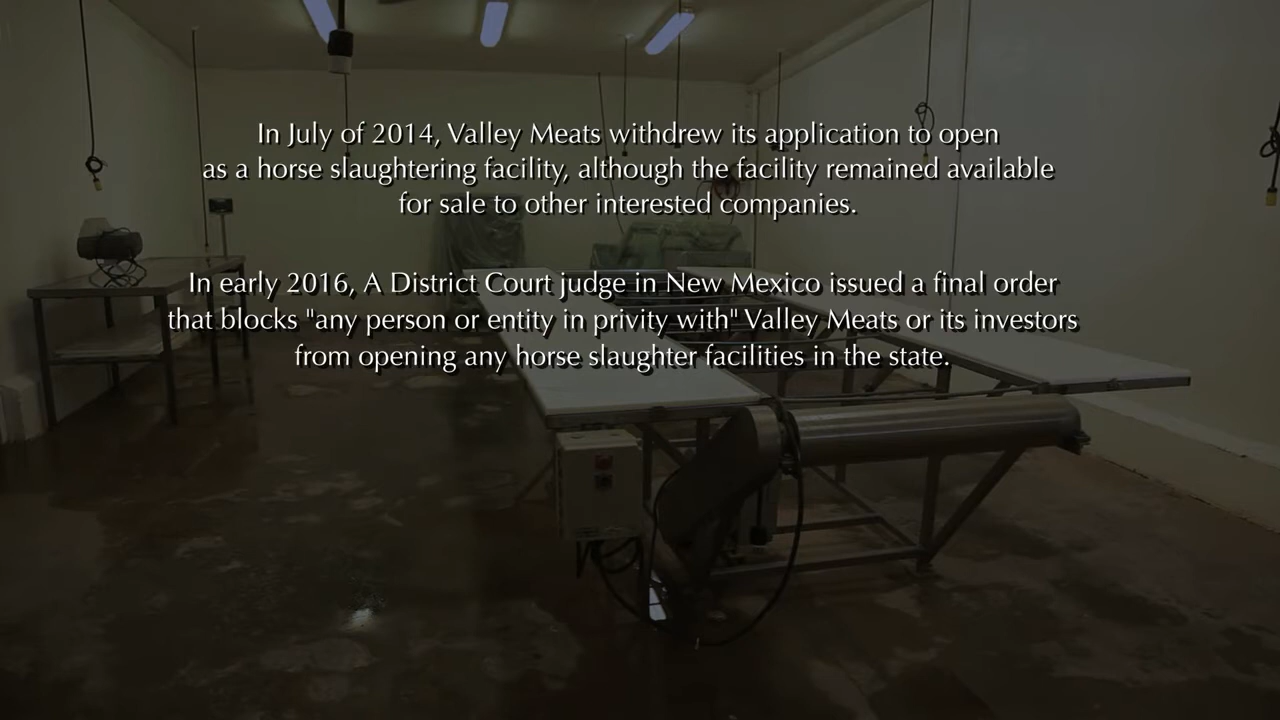 In July of 2014, Valley Meats withdrew its application to open
as a horse slaughtering facility, although the facility remained available
for sale to other interested companies.
In early 2016, A District Court judge in New Mexico issued a final order
that blocks "any person or entity in privity with" Valley Meats or its investors
from opening any horse slaughter facilities in the state.